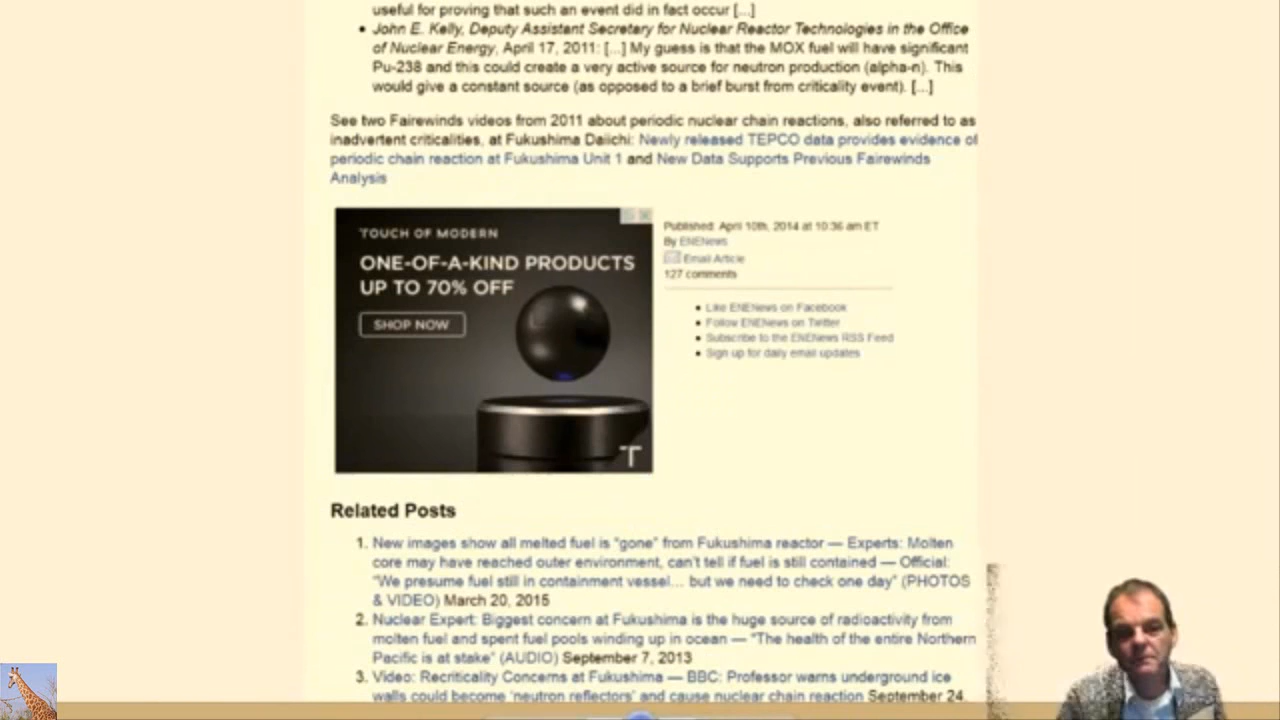 useful for proving that such an event did in fact occur [...]
• John E. Kelly, Deputy Assistant Secretary for Nuclear Reactor Technologies in the Office
of Nuclear Energy, April 17, 2011: [...] My guess is that the MOX fuel will have significant
Pu-238 and this could create a very active source for neutron production (alpha-n). This
would give a constant source (as opposed to a brief burst from criticality event). [...]
See two Fairewinds videos from 2011 about periodic nuclear chain reactions, also referred to as
inadvertent criticalities, at Fukushima Daiichi: Newly released TEPCO data provides evidence of
periodic chain reaction at Fukushima Unit 1 and New Data Supports Previous Fairewinds
Analysis
TOUCH OF MODERN
ONE-OF-A-KIND PRODUCTS
UP TO 70% OFF
SHOP NOW
T
Published: April 10th, 2014 at 10:36 am ET
By ENENews
Email Article
127 comments
• Like ENENews on Facebook
• Follow ENENews on Twitter
• Subscribe to the ENENews RSS Feed
• Sign up for daily email updates
Related Posts
1. New images show all melted fuel is “gone” from Fukushima reactor — Experts: Molten
core may have reached outer environment, can’t tell if fuel is still contained — Official:
“We presume fuel still in containment vessel... but we need to check one day” (PHOTOS
& VIDEO) March 20, 2015
2. Nuclear Expert: Biggest concern at Fukushima is the huge source of radioactivity from
molten fuel and spent fuel pools winding up in ocean — “The health of the entire Northern
Pacific is at stake” (AUDIO) September 7, 2013
3. Video: Recriticality Concerns at Fukushima — BBC: Professor warns underground ice
walls could become ‘neutron reflectors’ and cause nuclear chain reaction September 24,